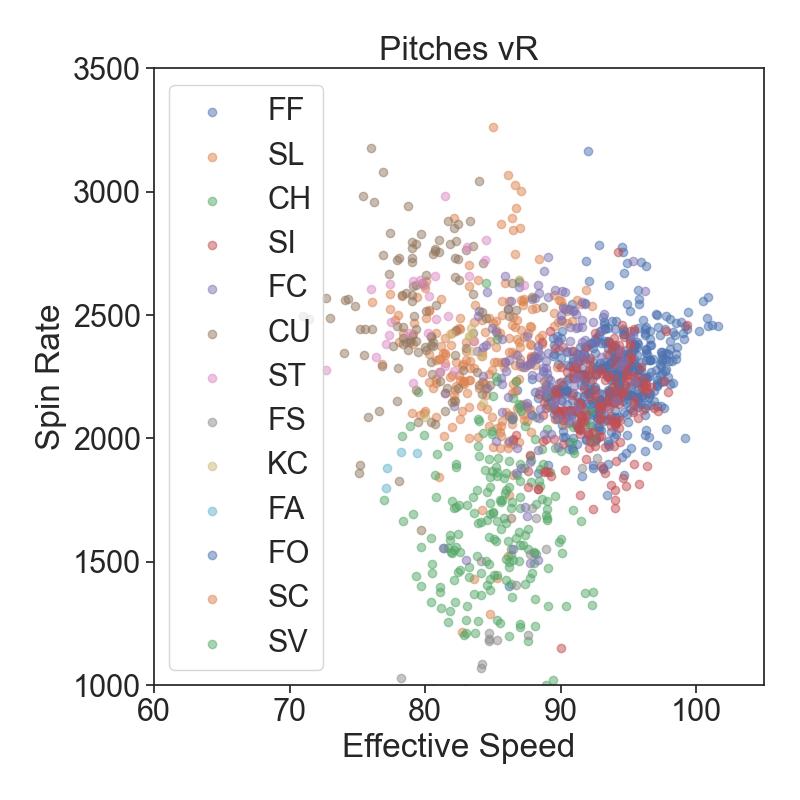 Pitches vR
3500
3000
2500
2000
1500
1000
Spin Rate
FF
SL
CH
SI
FC
CU
ST
FS
KC
FA
FO
SC
SV
60 70 80 90 100
Effective Speed